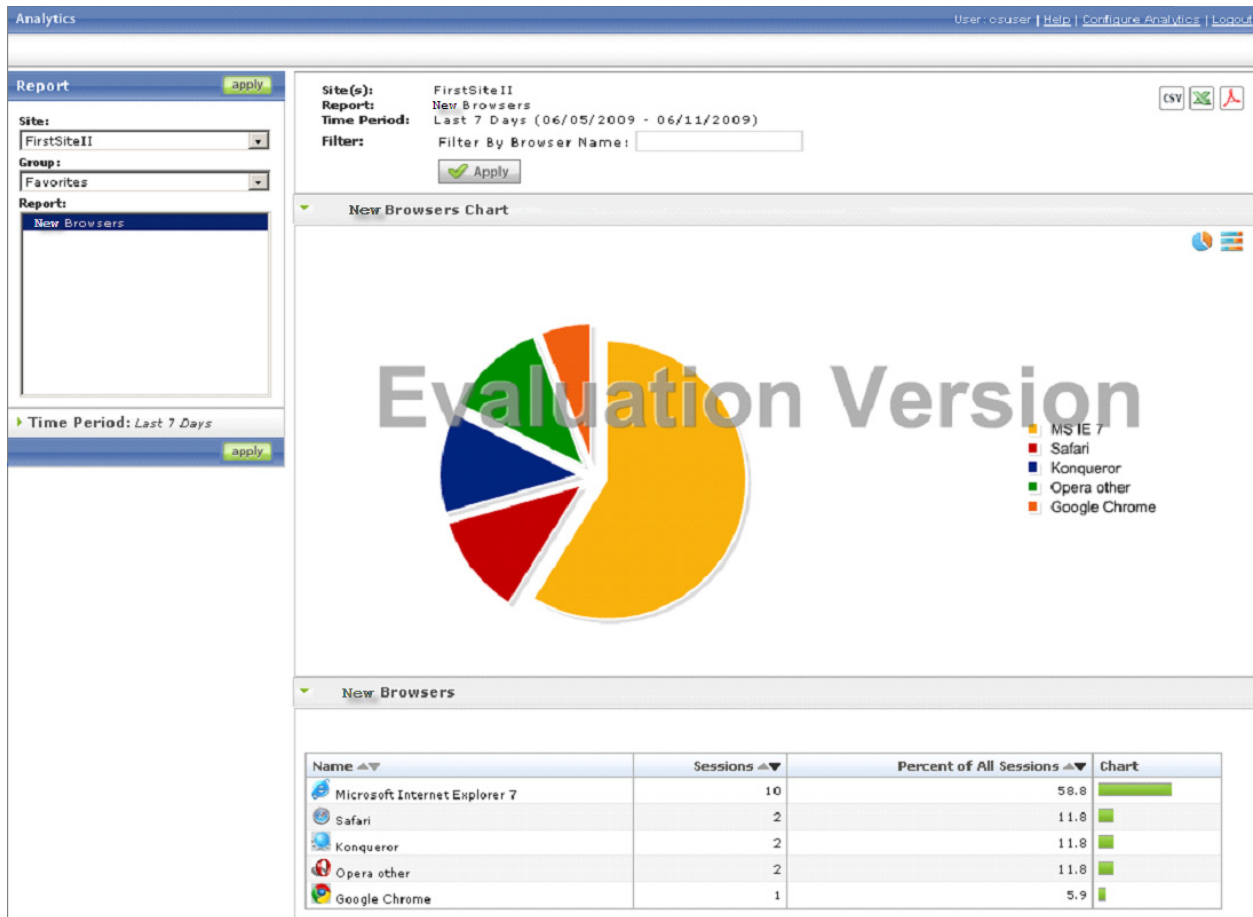 Analytics
User: osuser | Help | Configure Analytics | Logout
Report
apply
Site:
FirstSiteII
Group:
Favorites
Report:
New Browsers
Time Period: Last 7 Days
apply
Site(s): FirstSiteII
Report: New Browsers
Time Period: Last 7 Days (06/05/2009 - 06/11/2009)
Filter: Filter By Browser Name:
Apply
CSV
New Browsers Chart
Evaluation Version
MS IE 7
Safari
Konqueror
Opera other
Google Chrome
New Browsers
Name Sessions Percent of All Sessions Chart
Microsoft Internet Explorer 7 10 58.8
Safari 2 11.8
Konqueror 2 11.8
Opera other 2 11.8
Google Chrome 1 5.9